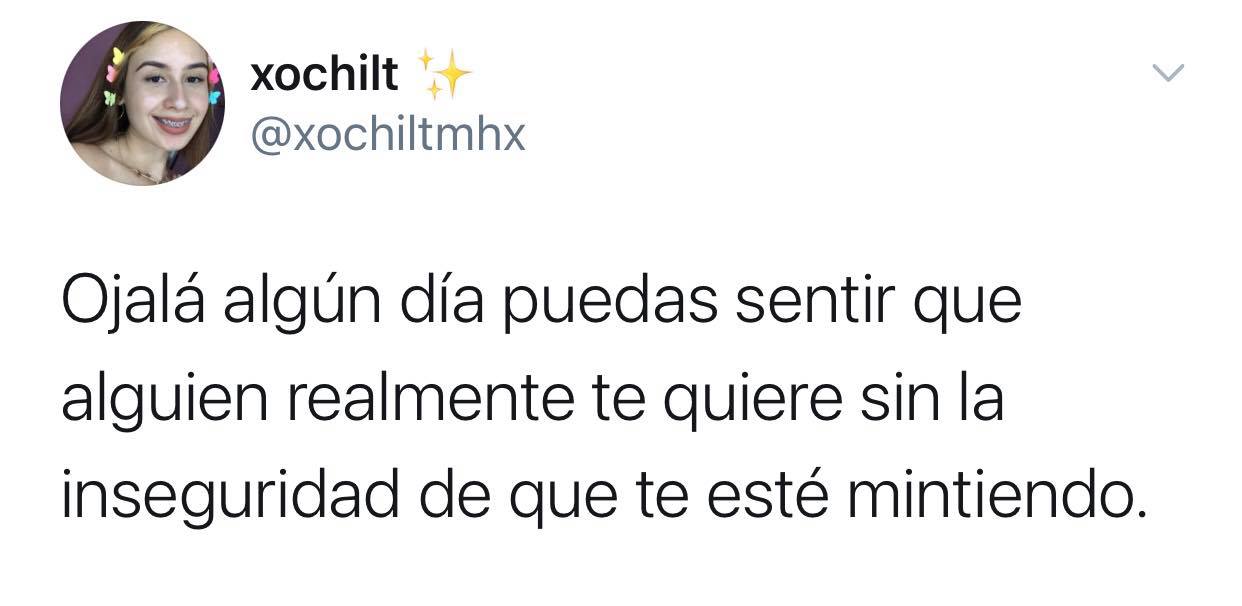 xochilt ✨
@xochiltmhx
Ojalá algún día puedas sentir que
alguien realmente te quiere sin la
inseguridad de que te esté mintiendo.